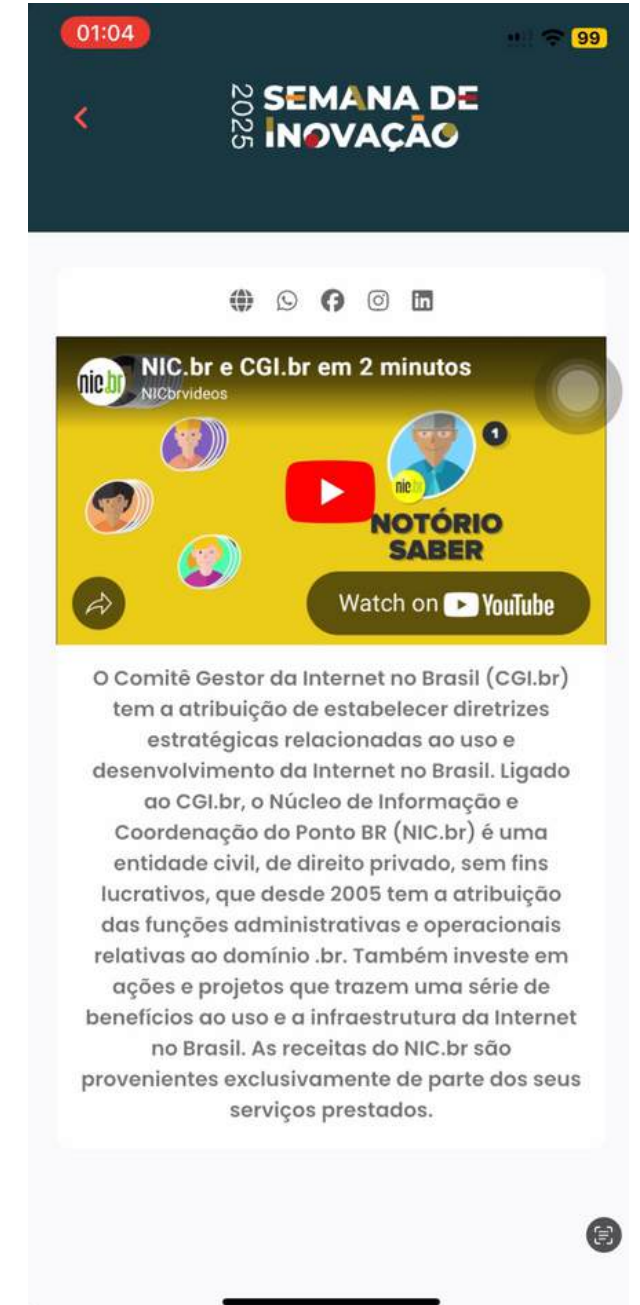 01:04
99
2025
SEMANA DE
INOVAÇÃO
nic.br
NIC.br e CGI.br em 2 minutos
NICbrvideos
1
nic.br
NOTÓRIO
SABER
Watch on YouTube
O Comitê Gestor da Internet no Brasil (CGI.br)
tem a atribuição de estabelecer diretrizes
estratégicas relacionadas ao uso e
desenvolvimento da Internet no Brasil. Ligado
ao CGI.br, o Núcleo de Informação e
Coordenação do Ponto BR (NIC.br) é uma
entidade civil, de direito privado, sem fins
lucrativos, que desde 2005 tem a atribuição
das funções administrativas e operacionais
relativas ao domínio .br. Também investe em
ações e projetos que trazem uma série de
benefícios ao uso e a infraestrutura da Internet
no Brasil. As receitas do NIC.br são
provenientes exclusivamente de parte dos seus
serviços prestados.